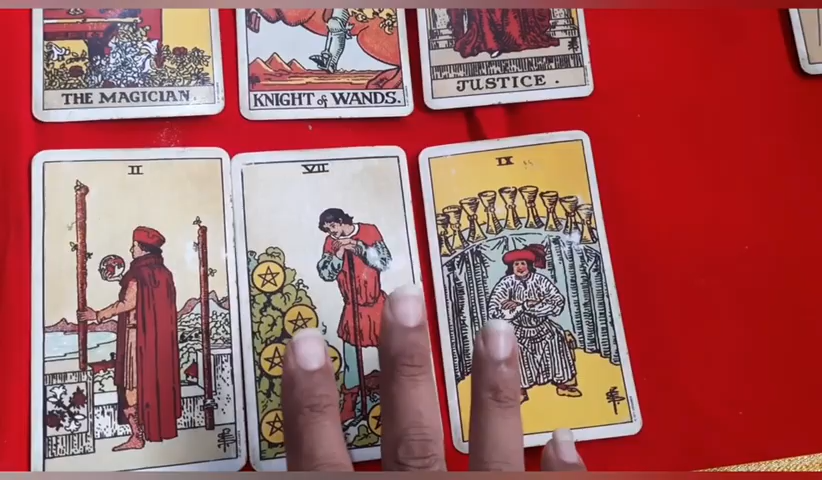 THE MAGICIAN.
KNIGHT of WANDS.
JUSTICE.
II
VII
IX